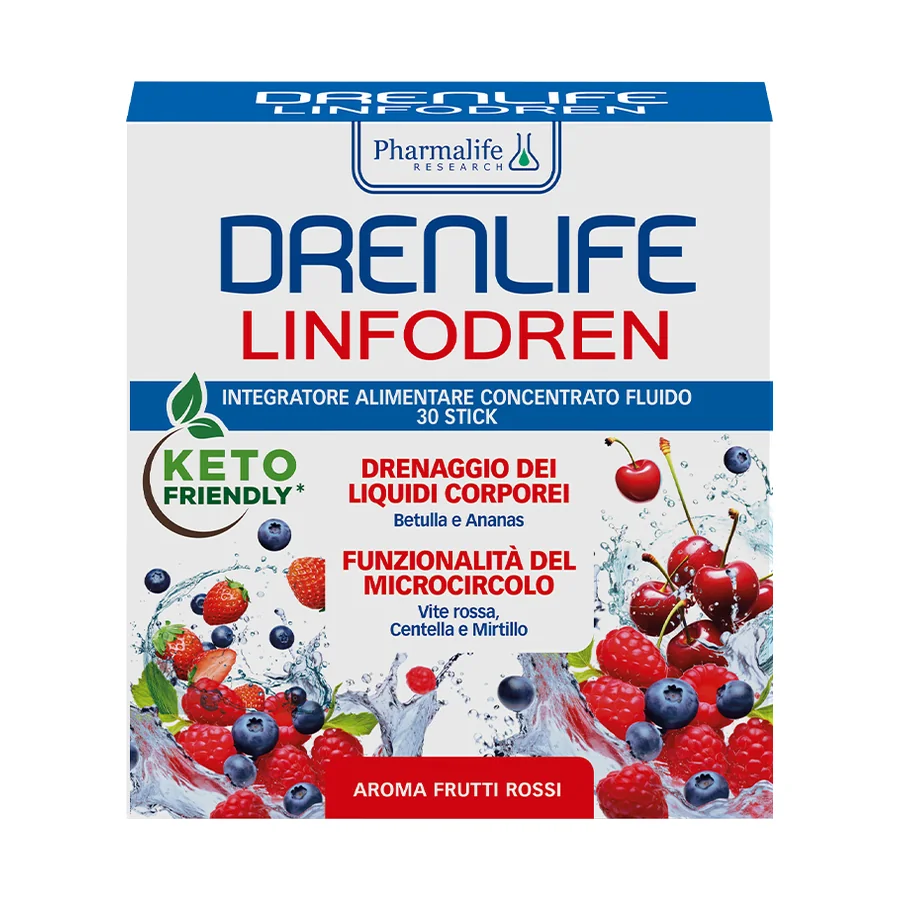 DRENLIFE
LINFODREN
Pharmalife
RESEARCH
DRENLIFE
LINFODREN
INTEGRATORE ALIMENTARE CONCENTRATO FLUIDO
30 STICK
KETO
FRIENDLY*
DRENAGGIO DEI
LIQUIDI CORPOREI
Betulla e Ananas
FUNZIONALITÀ DEL
MICROCIRCOLO
Vite rossa,
Centella e Mirtillo
AROMA FRUTTI ROSSI